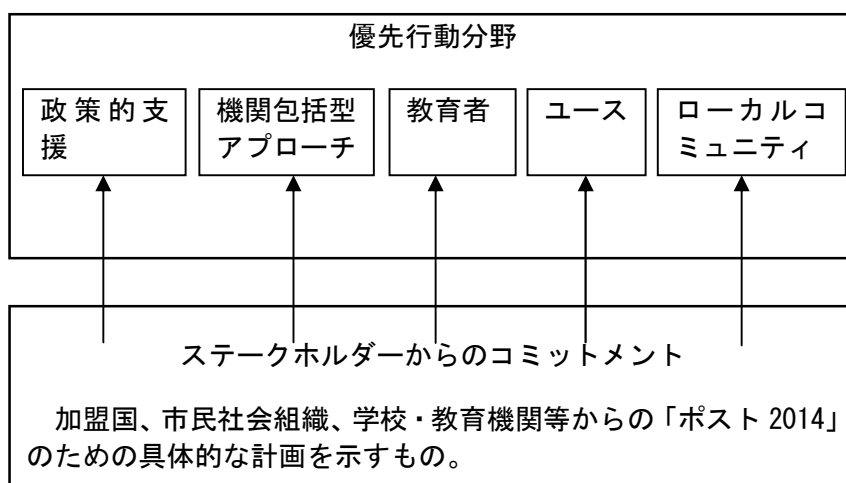 優先行動分野
政策的支
援
機関包括型
アプローチ
教育者
ユース
ローカルコ
ミュニティ
ステークホルダーからのコミットメント
加盟国、市民社会組織、学校・教育機関等からの「ポスト 2014」
のための具体的な計画を示すもの。